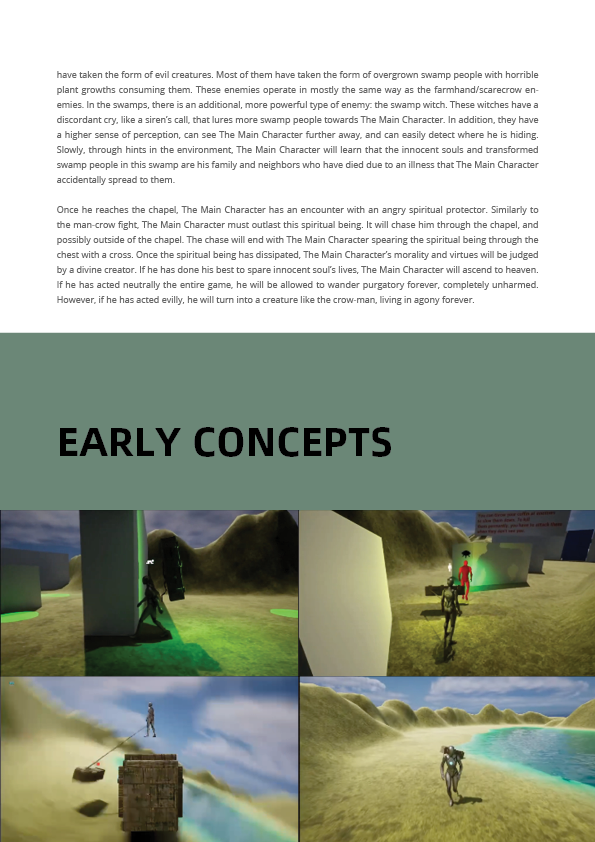 have taken the form of evil creatures. Most of them have taken the form of overgrown swamp people with horrible
plant growths consuming them. These enemies operate in mostly the same way as the farmhand/scarecrow en-
emies. In the swamps, there is an additional, more powerful type of enemy: the swamp witch. These witches have a
discordant cry, like a siren's call, that lures more swamp people towards The Main Character. In addition, they have
a higher sense of perception, can see The Main Character further away, and can easily detect where he is hiding.
Slowly, through hints in the environment, The Main Character will learn that the innocent souls and transformed
swamp people in this swamp are his family and neighbors who have died due to an illness that The Main Character
accidentally spread to them.
Once he reaches the chapel, The Main Character has an encounter with an angry spiritual protector. Similarly to
the man-crow fight, The Main Character must outlast this spiritual being. It will chase him through the chapel, and
possibly outside of the chapel. The chase will end with The Main Character spearing the spiritual being through the
chest with a cross. Once the spiritual being has dissipated, The Main Character's morality and virtues will be judged
by a divine creator. If he has done his best to spare innocent soul's lives, The Main Character will ascend to heaven.
If he has acted neutrally the entire game, he will be allowed to wander purgatory forever, completely unharmed.
However, if he has acted evilly, he will turn into a creature like the crow-man, living in agony forever.
EARLY CONCEPTS